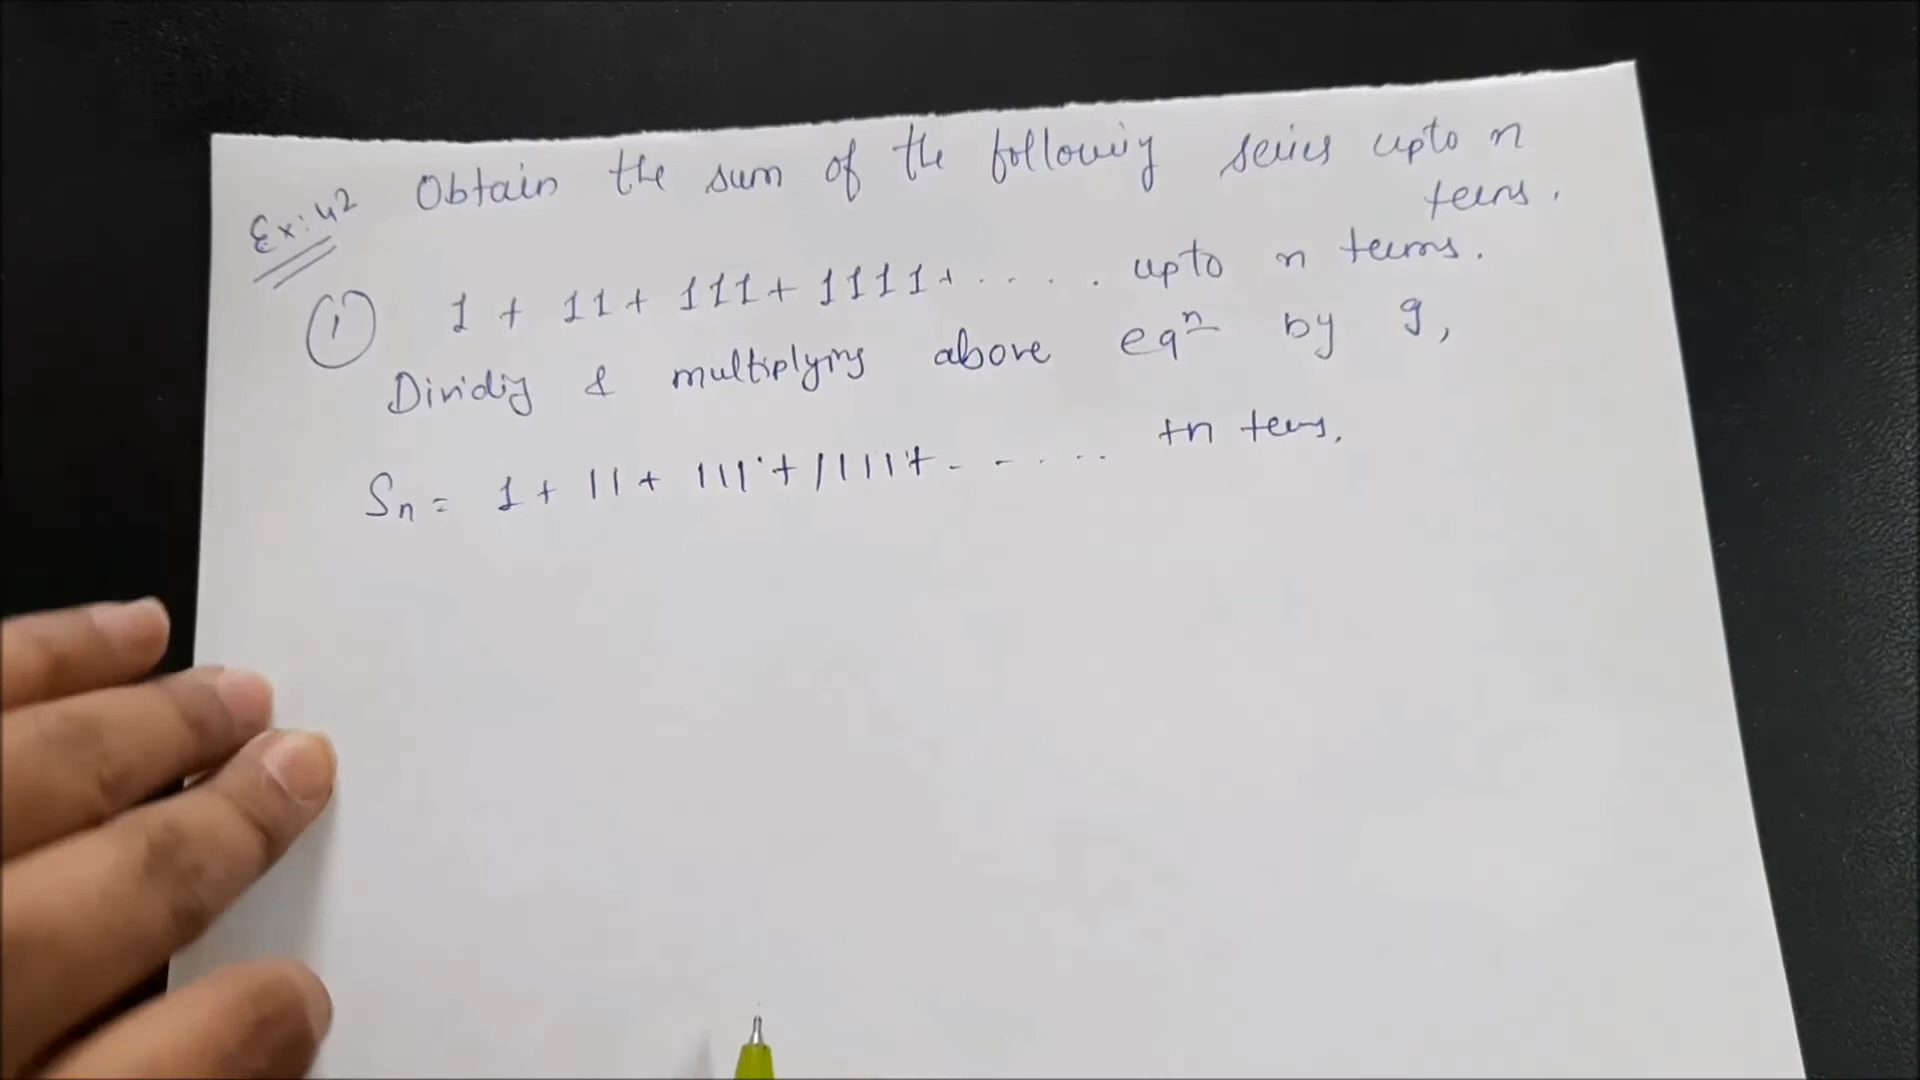 Ex: 42 Obtain the sum of the following series upto n
terms.
① 1 + 11 + 111 + 1111 + ..... upto n terms.
Dividig & multiplying above eqⁿ by 9,
Sn = 1 + 11 + 111 + 1111 + ..... +n terms.